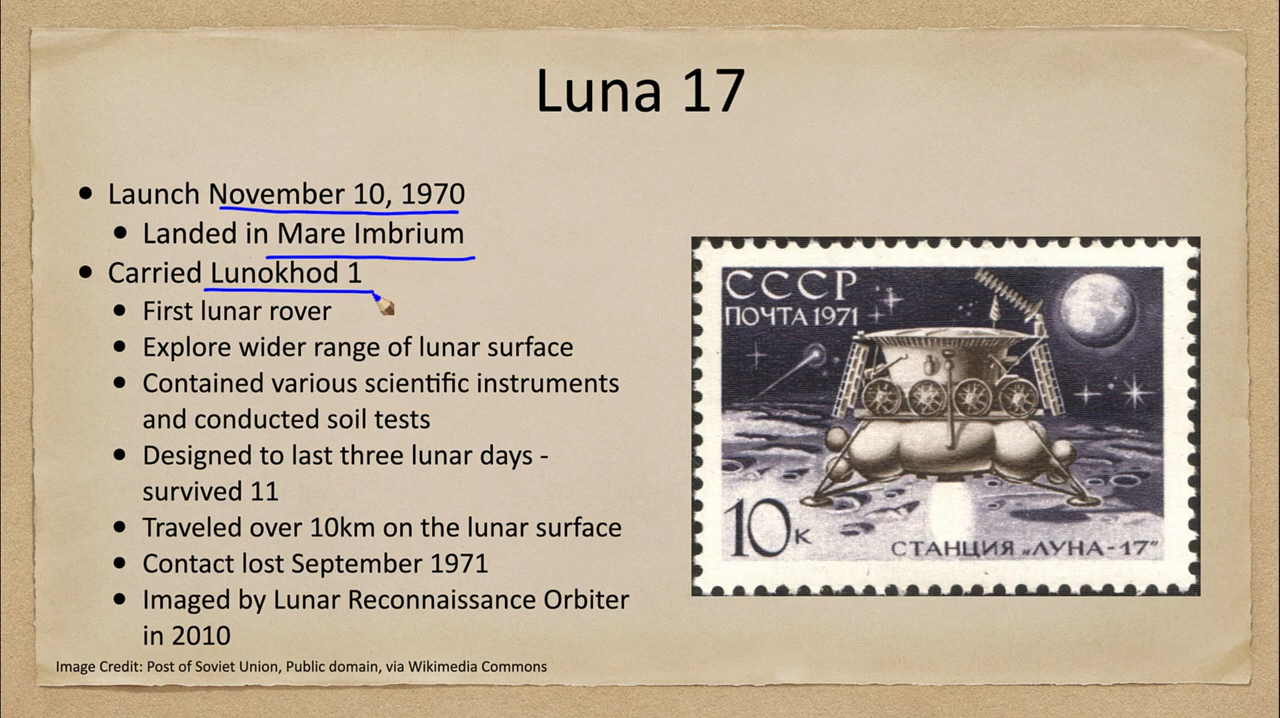 Luna 17
• Launch November 10, 1970
• Landed in Mare Imbrium
• Carried Lunokhod 1
• First lunar rover
• Explore wider range of lunar surface
• Contained various scientific instruments
and conducted soil tests
• Designed to last three lunar days -
survived 11
• Traveled over 10km on the lunar surface
• Contact lost September 1971
• Imaged by Lunar Reconnaissance Orbiter
in 2010
Image Credit: Post of Soviet Union, Public domain, via Wikimedia Commons
СССР
ПОЧТА 1971
10к
СТАНЦИЯ „ЛУНА-17”